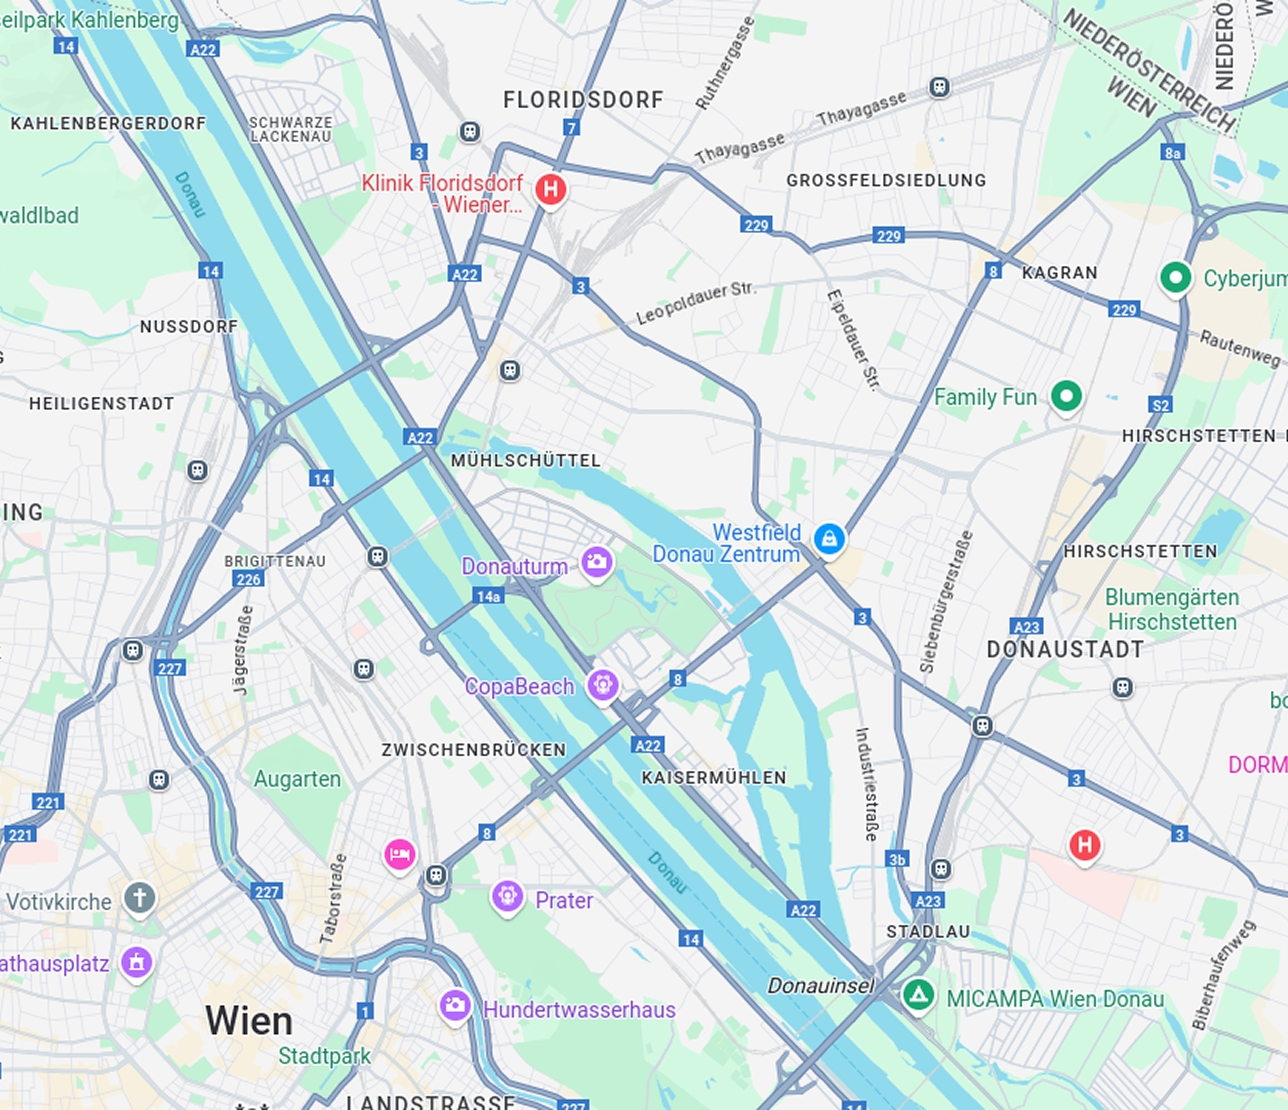 seilpark Kahlenberg
14
A22
NIEDERÖSTERREICH
WIEN
NIEDERÖ
W
Ruthnergasse
FLORIDSDORF
KAHLENBERGERDORF
SCHWARZE
LACKENAU
7
3
Thayagasse
Thayagasse
8a
Donau
Klinik Floridsdorf
- Wiener...
H
GROSSFELDSIEDLUNG
waldlbad
229
229
14
A22
3
8
KAGRAN
Cyberjum
Leopoldauer Str.
229
NUSSDORF
Eipeldauer Str.
Rautenweg
HEILIGENSTADT
Family Fun
S2
A22
HIRSCHSTETTEN
MÜHLSCHÜTTEL
14
ING
Westfield
Donau Zentrum
HIRSCHSTETTEN
BRIGITTENAU
226
Donauturm
14a
Siebenbürgerstraße
Blumengärten
Hirschstetten
3
A23
Jägerstraße
DONAUSTADT
227
CopaBeach
8
A22
ZWISCHENBRÜCKEN
KAISERMÜHLEN
Industriestraße
Augarten
DORM
3
221
221
8
3
H
3b
Donau
227
Taborstraße
Votivkirche
Prater
A22
A23
STADLAU
14
Biberhaufenweg
athausplatz
Donauinsel
MICAMPA Wien Donau
1
Hundertwasserhaus
Wien
Stadtpark
LANDSTRASSE
227
14